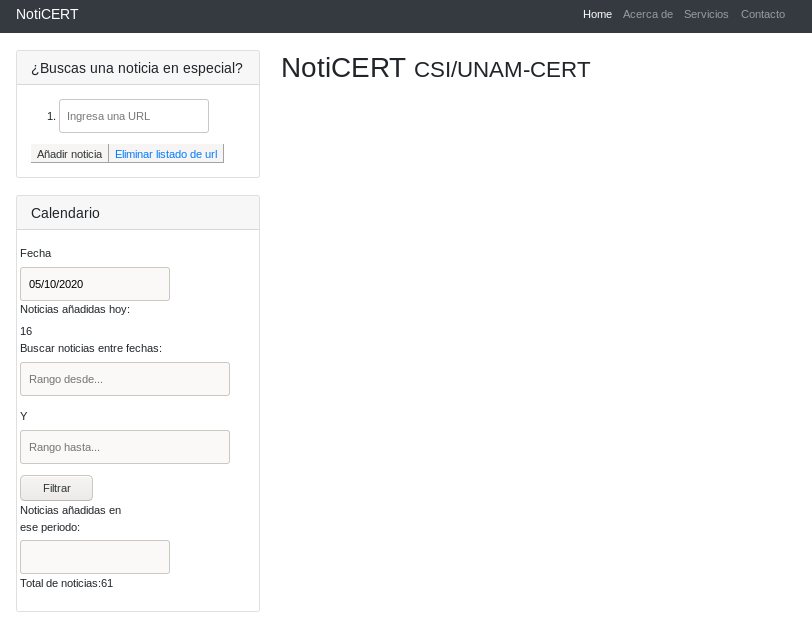 NotiCERT
Home Acerca de Servicios Contacto
¿Buscas una noticia en especial?
1. Ingresa una URL
Añadir noticia Eliminar listado de url
NotiCERT CSI/UNAM-CERT
Calendario
Fecha
05/10/2020
Noticias añadidas hoy:
16
Buscar noticias entre fechas:
Rango desde...
Y
Rango hasta...
Filtrar
Noticias añadidas en
ese periodo:
Total de noticias:61